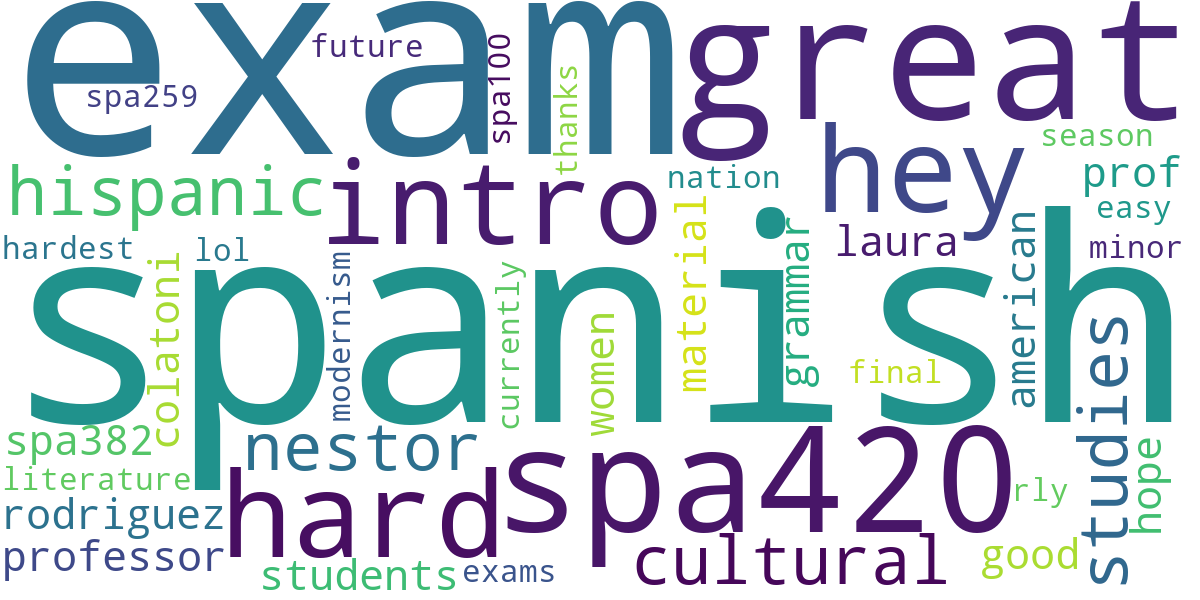 exam
great
future
spa259
spa100
thanks
hey
season
hispanic
intro
nation
prof
easy
hardest
lol
laura
minor
spanish
colatoni
modernism
currently
women
material
grammar
final
american
studies
spa382
nestor
hard
spa420
literature
rly
hope
rodriguez
professor
students
exams
cultural
good